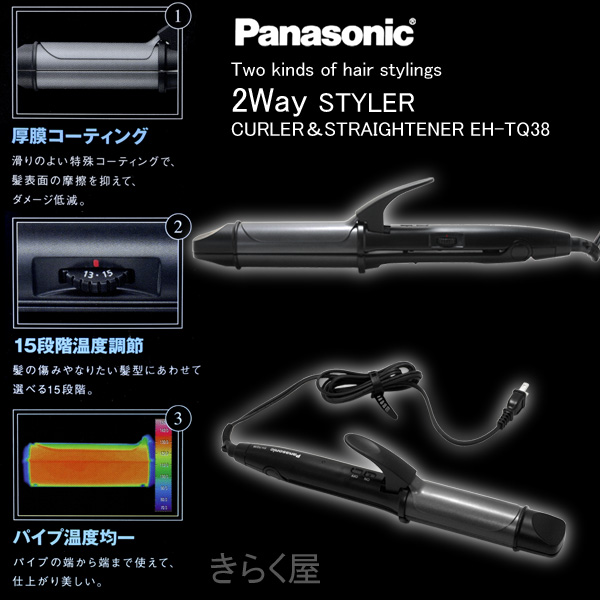 1
厚膜コーティング
滑りのよい特殊コーティングで、
髪表面の摩擦を抑えて、
ダメージ低減。
2
13・15
15段階温度調節
髪の傷みやなりたい髪型にあわせて
選べる15段階。
3
パイプ温度均一
パイプの端から端まで使えて、
仕上がり美しい。
Panasonic®
Two kinds of hair stylings
2Way STYLER
CURLER&STRAIGHTENER EH-TQ38
Panasonic
きらく屋